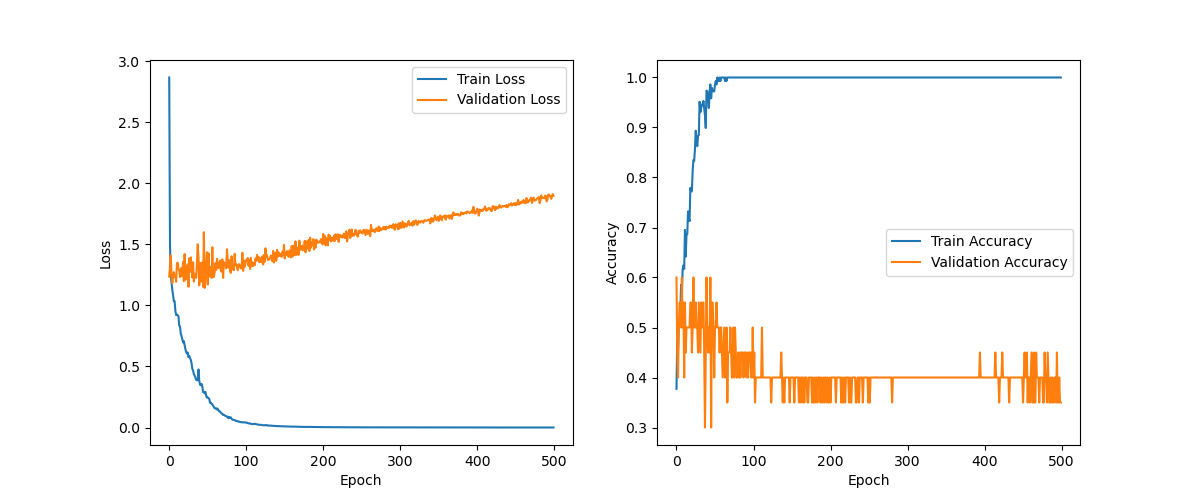 3.0
2.5
2.0
1.5
1.0
0.5
0.0
Loss
0 100 200 300 400 500
Epoch
Train Loss
Validation Loss
1.0
0.9
0.8
0.7
0.6
0.5
0.4
0.3
Accuracy
0 100 200 300 400 500
Epoch
Train Accuracy
Validation Accuracy